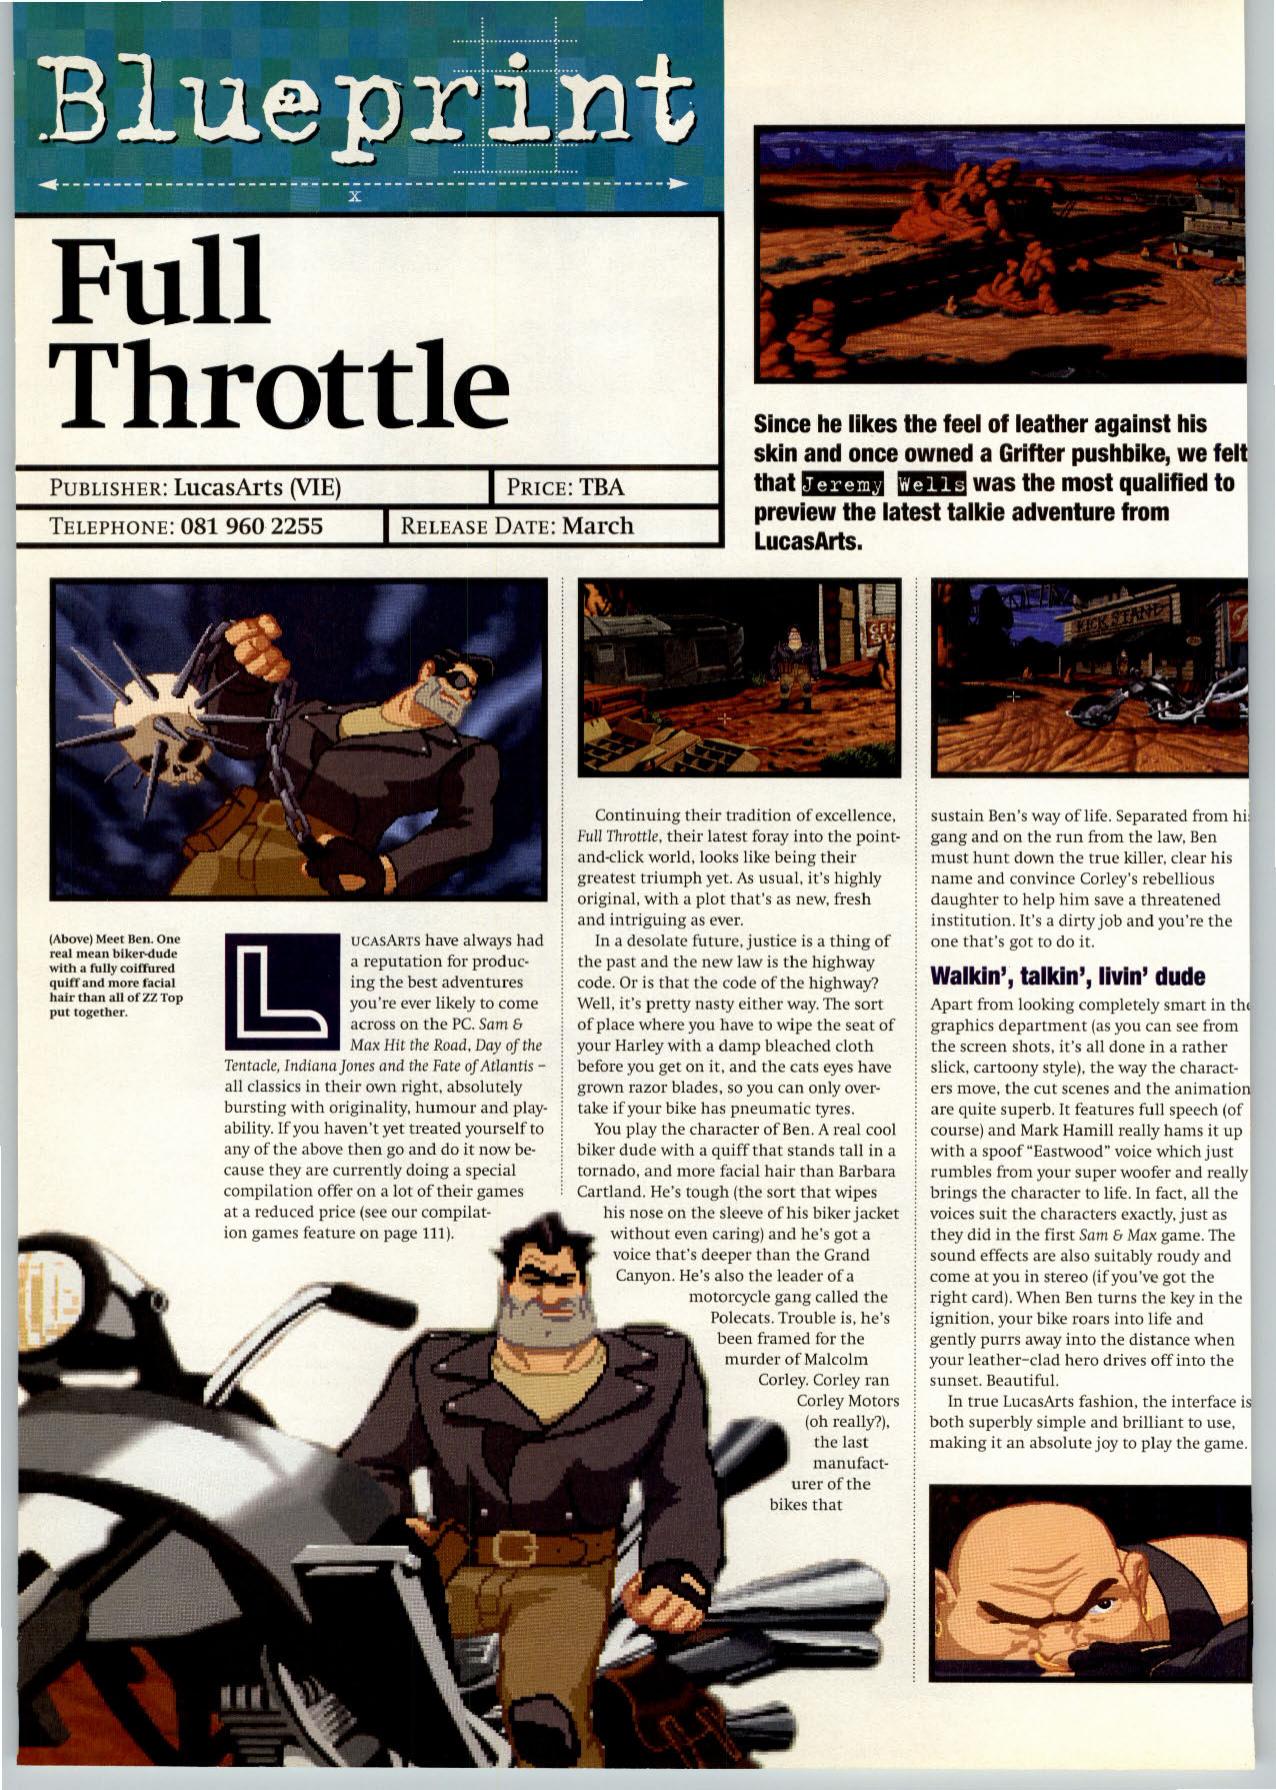 Blueprint
x
Full
Throttle
PUBLISHER: LucasArts (VIE)
PRICE: TBA
TELEPHONE: 081 960 2255
RELEASE DATE: March
Since he likes the feel of leather against his
skin and once owned a Grifter pushbike, we felt
that Jeremy Wells was the most qualified to
preview the latest talkie adventure from
LucasArts.
KICK STAND
(Above) Meet Ben. One
real mean biker-dude
with a fully coiffured
quiff and more facial
hair than all of ZZ Top
put together.
LUCASARTS have always had
a reputation for produc-
ing the best adventures
you're ever likely to come
across on the PC. Sam &
Max Hit the Road, Day of the
Tentacle, Indiana Jones and the Fate of Atlantis –
all classics in their own right, absolutely
bursting with originality, humour and play-
ability. If you haven't yet treated yourself to
any of the above then go and do it now be-
cause they are currently doing a special
compilation offer on a lot of their games
at a reduced price (see our compilat-
ion games feature on page 111).
Continuing their tradition of excellence,
Full Throttle, their latest foray into the point-
and-click world, looks like being their
greatest triumph yet. As usual, it's highly
original, with a plot that's as new, fresh
and intriguing as ever.
In a desolate future, justice is a thing of
the past and the new law is the highway
code. Or is that the code of the highway?
Well, it's pretty nasty either way. The sort
of place where you have to wipe the seat of
your Harley with a damp bleached cloth
before you get on it, and the cats eyes have
grown razor blades, so you can only over-
take if your bike has pneumatic tyres.
You play the character of Ben. A real cool
biker dude with a quiff that stands tall in a
tornado, and more facial hair than Barbara
Cartland. He's tough (the sort that wipes
his nose on the sleeve of his biker jacket
without even caring) and he's got a
voice that's deeper than the Grand
Canyon. He's also the leader of a
motorcycle gang called the
Polecats. Trouble is, he's
been framed for the
murder of Malcolm
Corley. Corley ran
Corley Motors
(oh really?),
the last
manufact-
urer of the
bikes that
sustain Ben's way of life. Separated from his
gang and on the run from the law, Ben
must hunt down the true killer, clear his
name and convince Corley's rebellious
daughter to help him save a threatened
institution. It's a dirty job and you're the
one that's got to do it.
Walkin', talkin', livin' dude
Apart from looking completely smart in the
graphics department (as you can see from
the screen shots, it's all done in a rather
slick, cartoony style), the way the charact-
ers move, the cut scenes and the animation
are quite superb. It features full speech (of
course) and Mark Hamill really hams it up
with a spoof "Eastwood" voice which just
rumbles from your super woofer and really
brings the character to life. In fact, all the
voices suit the characters exactly, just as
they did in the first Sam & Max game. The
sound effects are also suitably roudy and
come at you in stereo (if you've got the
right card). When Ben turns the key in the
ignition, your bike roars into life and
gently purrs away into the distance when
your leather-clad hero drives off into the
sunset. Beautiful.
In true LucasArts fashion, the interface is
both superbly simple and brilliant to use,
making it an absolute joy to play the game.